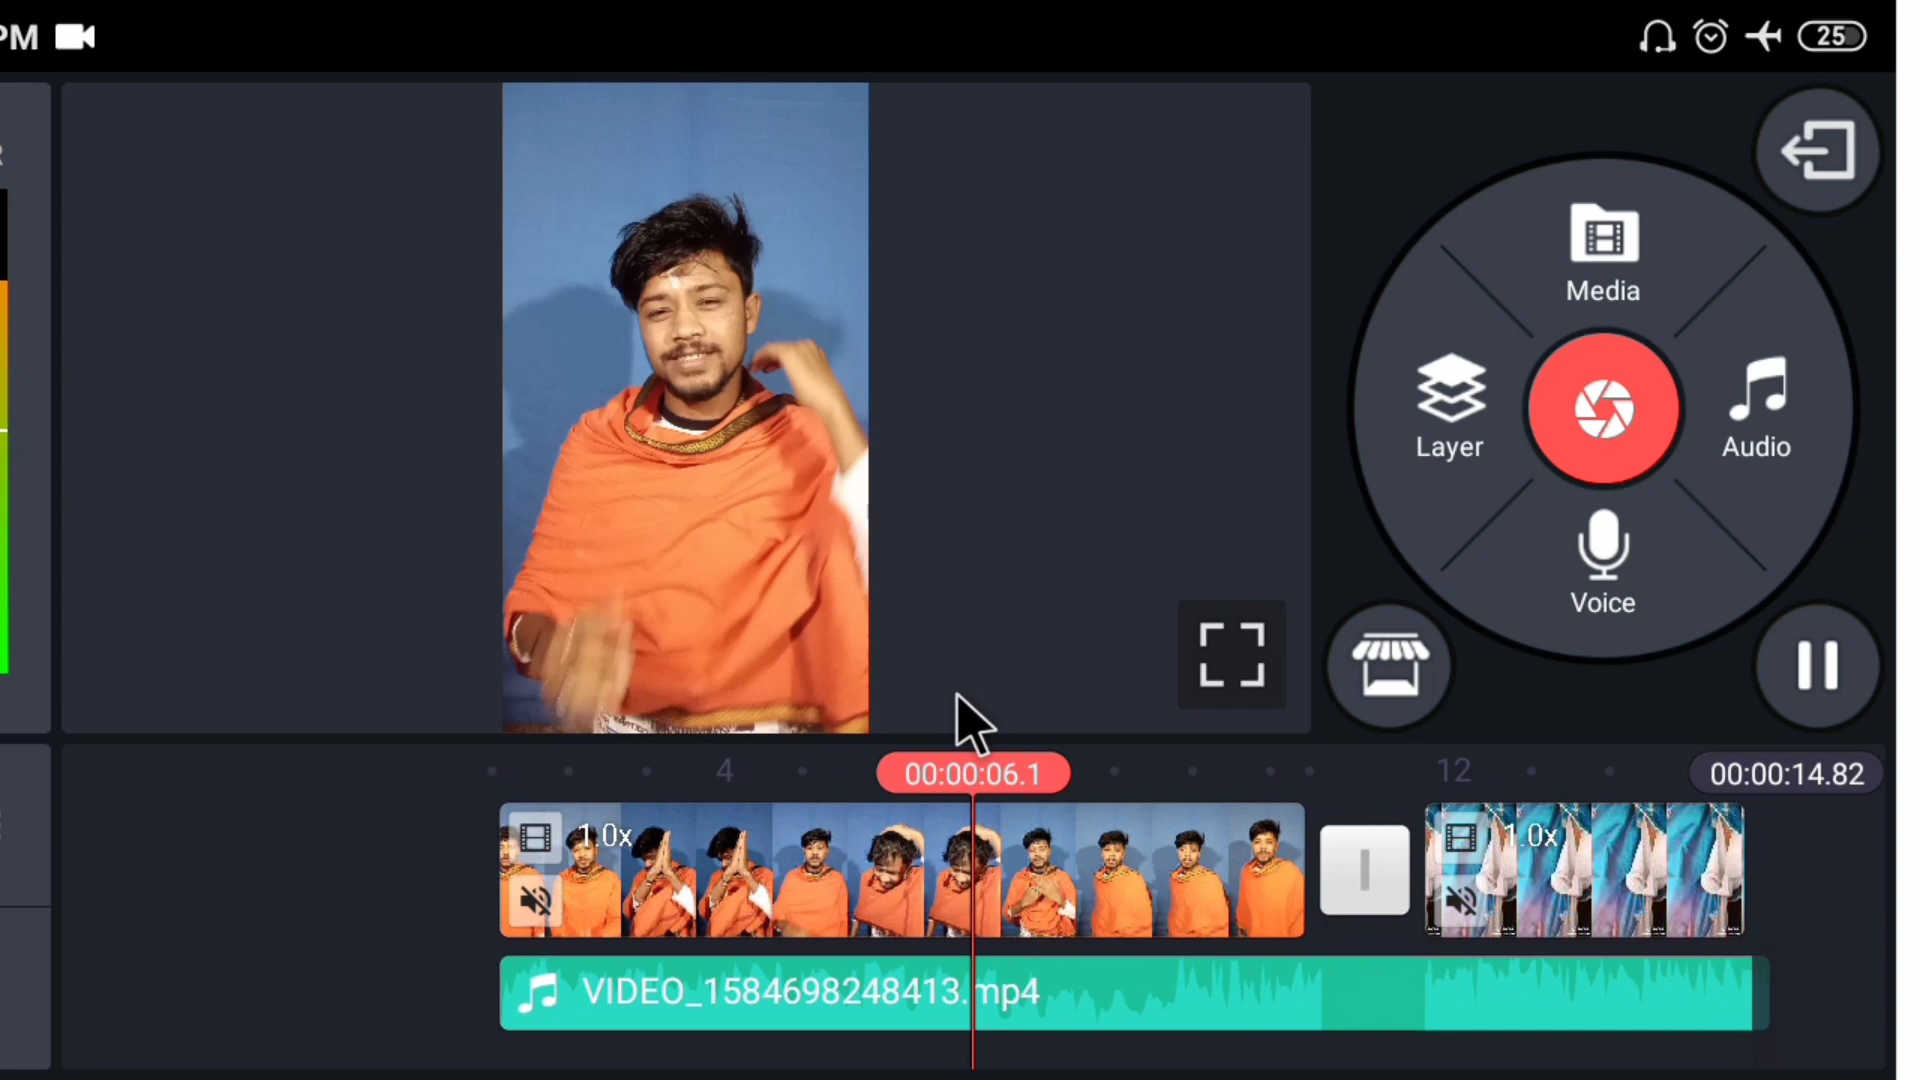 PM
25
R
Media
Layer
Audio
Voice
4
00:00:06.1
12
00:00:14.82
1.0x
1.0x
VIDEO_1584698248413.mp4